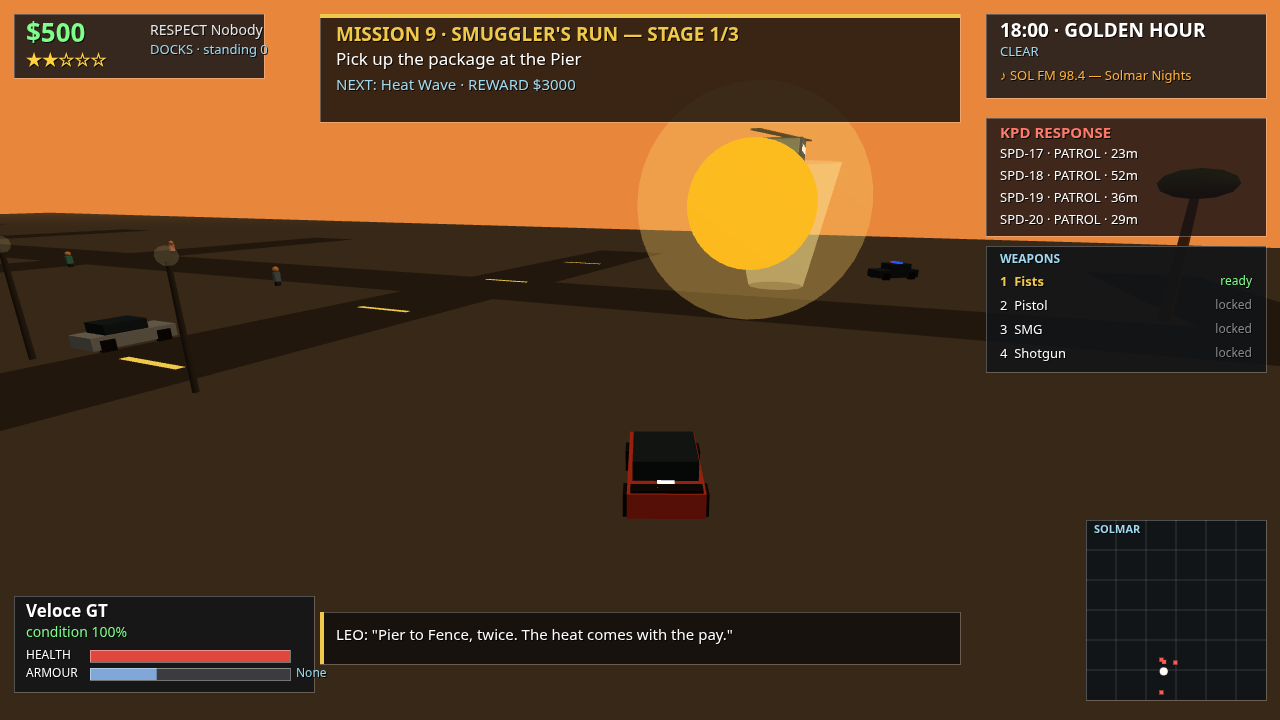 $500
★★☆☆☆
RESPECT Nobody
DOCKS · standing 0
MISSION 9 · SMUGGLER'S RUN — STAGE 1/3
Pick up the package at the Pier
NEXT: Heat Wave · REWARD $3000
18:00 · GOLDEN HOUR
CLEAR
♪ SOL FM 98.4 — Solmar Nights
KPD RESPONSE
SPD-17 · PATROL · 23m
SPD-18 · PATROL · 52m
SPD-19 · PATROL · 36m
SPD-20 · PATROL · 29m
WEAPONS
1 Fists ready
2 Pistol locked
3 SMG locked
4 Shotgun locked
SOLMAR
Veloce GT
condition 100%
HEALTH
ARMOUR None
LEO: "Pier to Fence, twice. The heat comes with the pay."